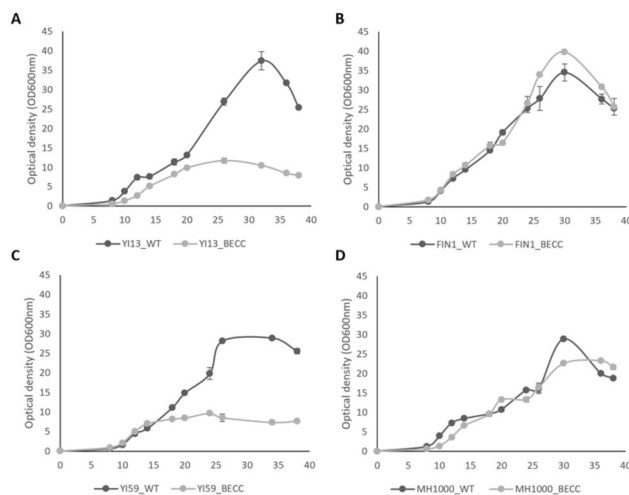 A
Optical density (OD600nm)
45
40
35
30
25
20
15
10
5
0
0 5 10 15 20 25 30 35 40
YI13_WT YI13_BECC
B
Optical density (OD600nm)
45
40
35
30
25
20
15
10
5
0
0 5 10 15 20 25 30 35 40
FIN1_WT FIN1_BECC
C
Optical density (OD600nm)
45
40
35
30
25
20
15
10
5
0
0 5 10 15 20 25 30 35 40
YI59_WT YI59_BECC
D
Optical density (OD600nm)
45
40
35
30
25
20
15
10
5
0
0 5 10 15 20 25 30 35 40
MH1000_WT MH1000_BECC